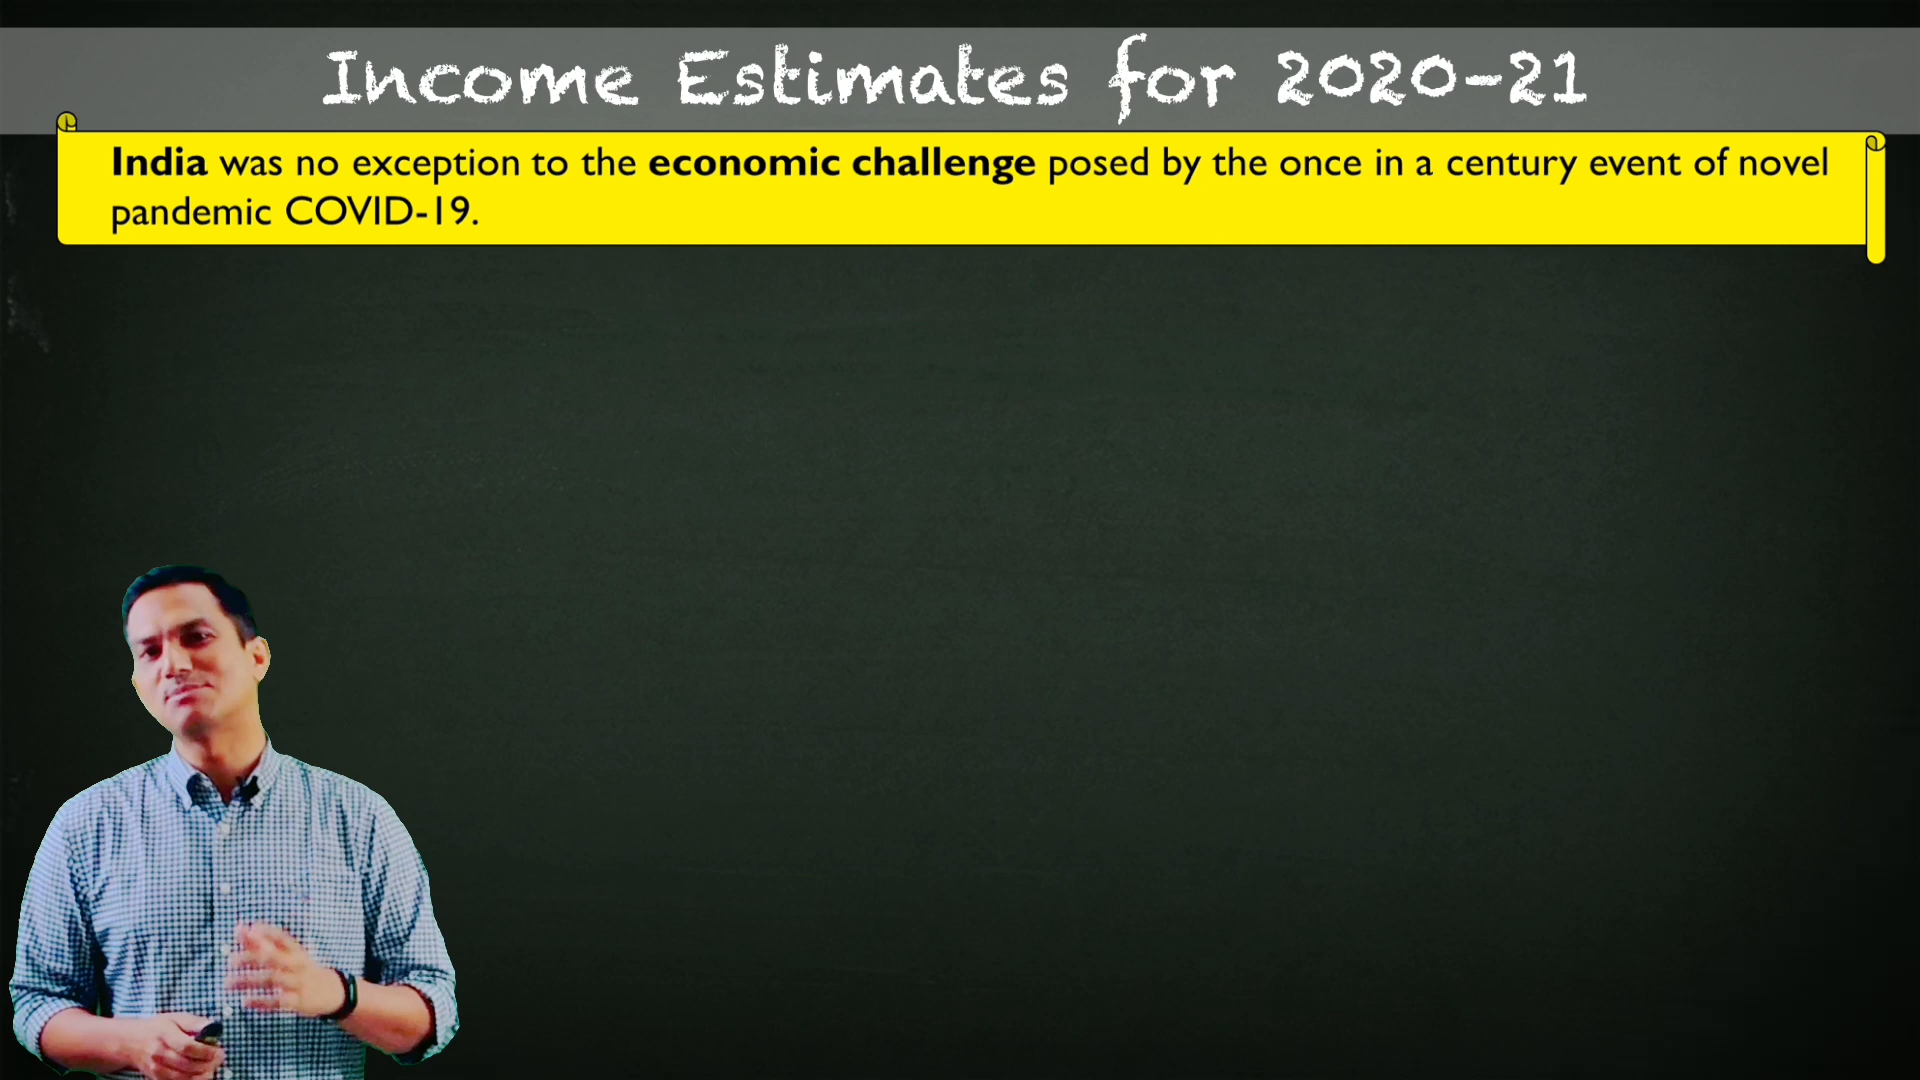 Income Estimates for 2020-21
India was no exception to the economic challenge posed by the once in a century event of novel
pandemic COVID-19.